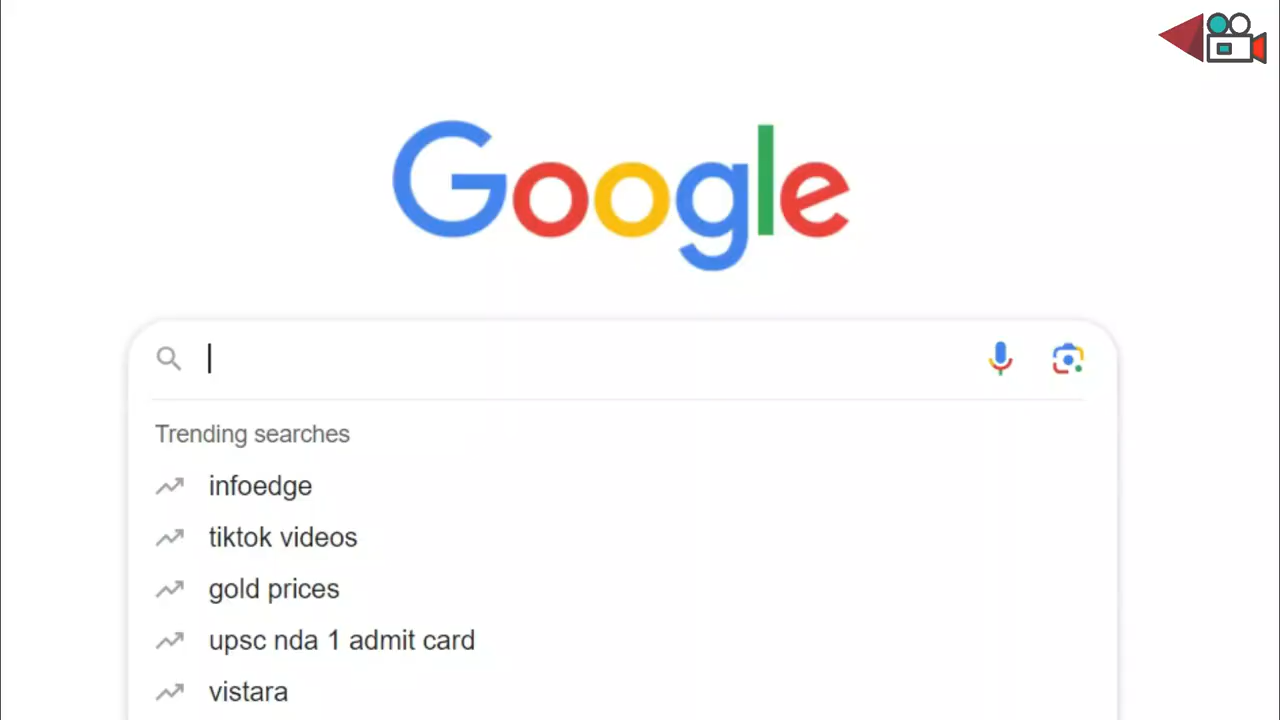 Google
Trending searches
infoedge
tiktok videos
gold prices
upsc nda 1 admit card
vistara